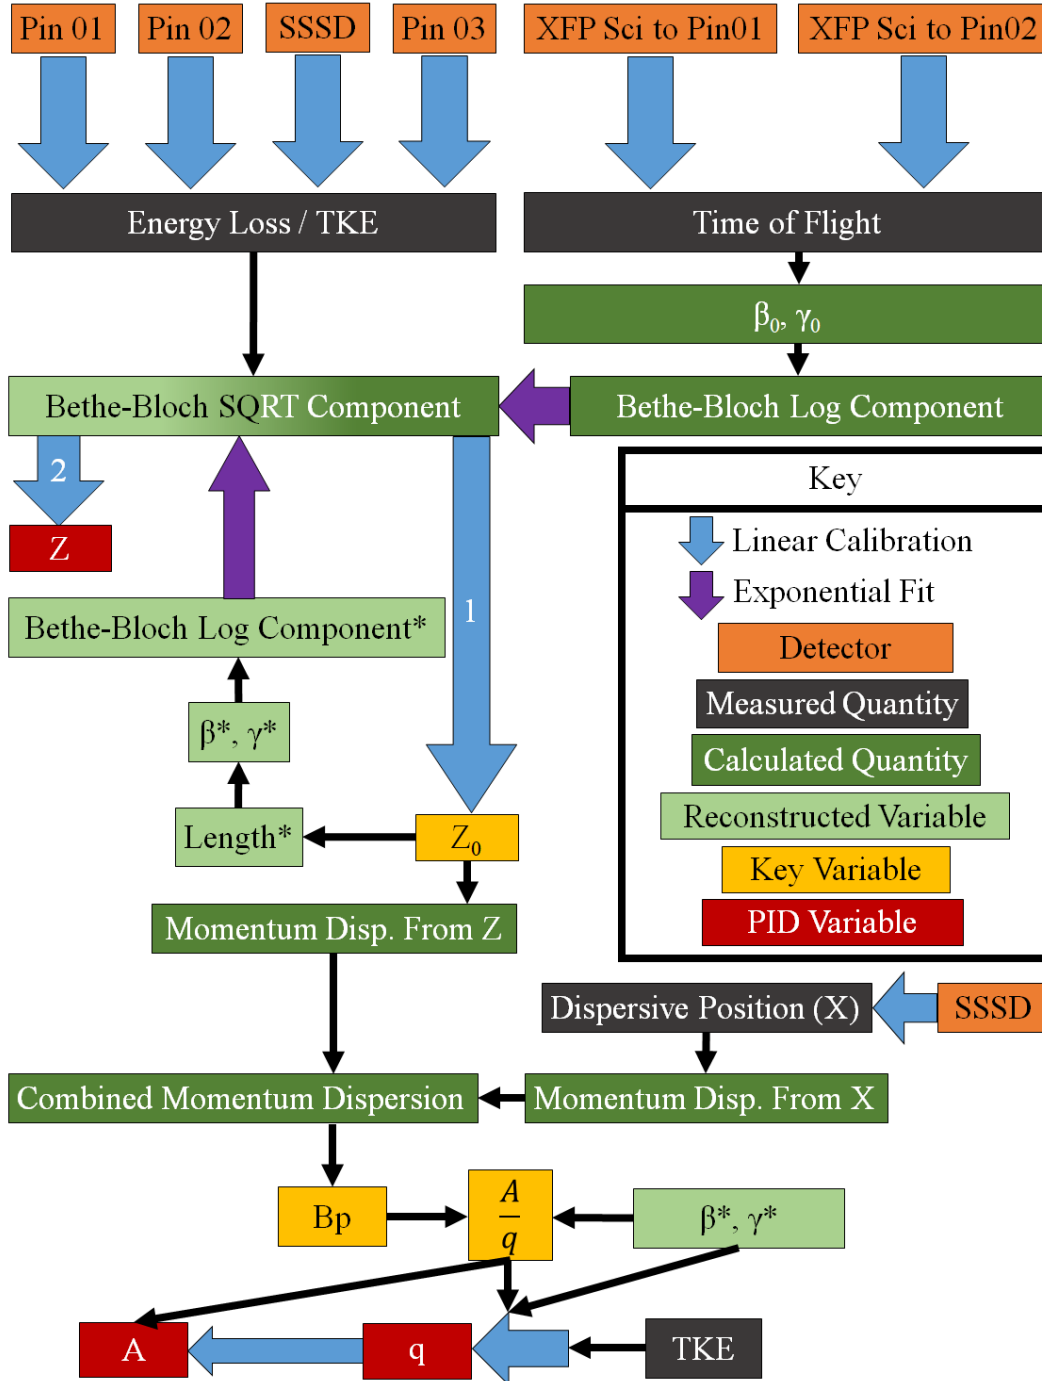 Pin 01
Pin 02
SSSD
Pin 03
XFP Sci to Pin01
XFP Sci to Pin02
Energy Loss / TKE
Time of Flight
β₀, γ₀
Bethe-Bloch SQRT Component
Bethe-Bloch Log Component
2
Z
1
Key
Linear Calibration
Exponential Fit
Detector
Measured Quantity
Calculated Quantity
Reconstructed Variable
Key Variable
PID Variable
Bethe-Bloch Log Component*
β*, γ*
Length*
Z₀
Momentum Disp. From Z
Dispersive Position (X)
SSSD
Combined Momentum Dispersion
Momentum Disp. From X
Bp
A
q
β*, γ*
A
q
TKE